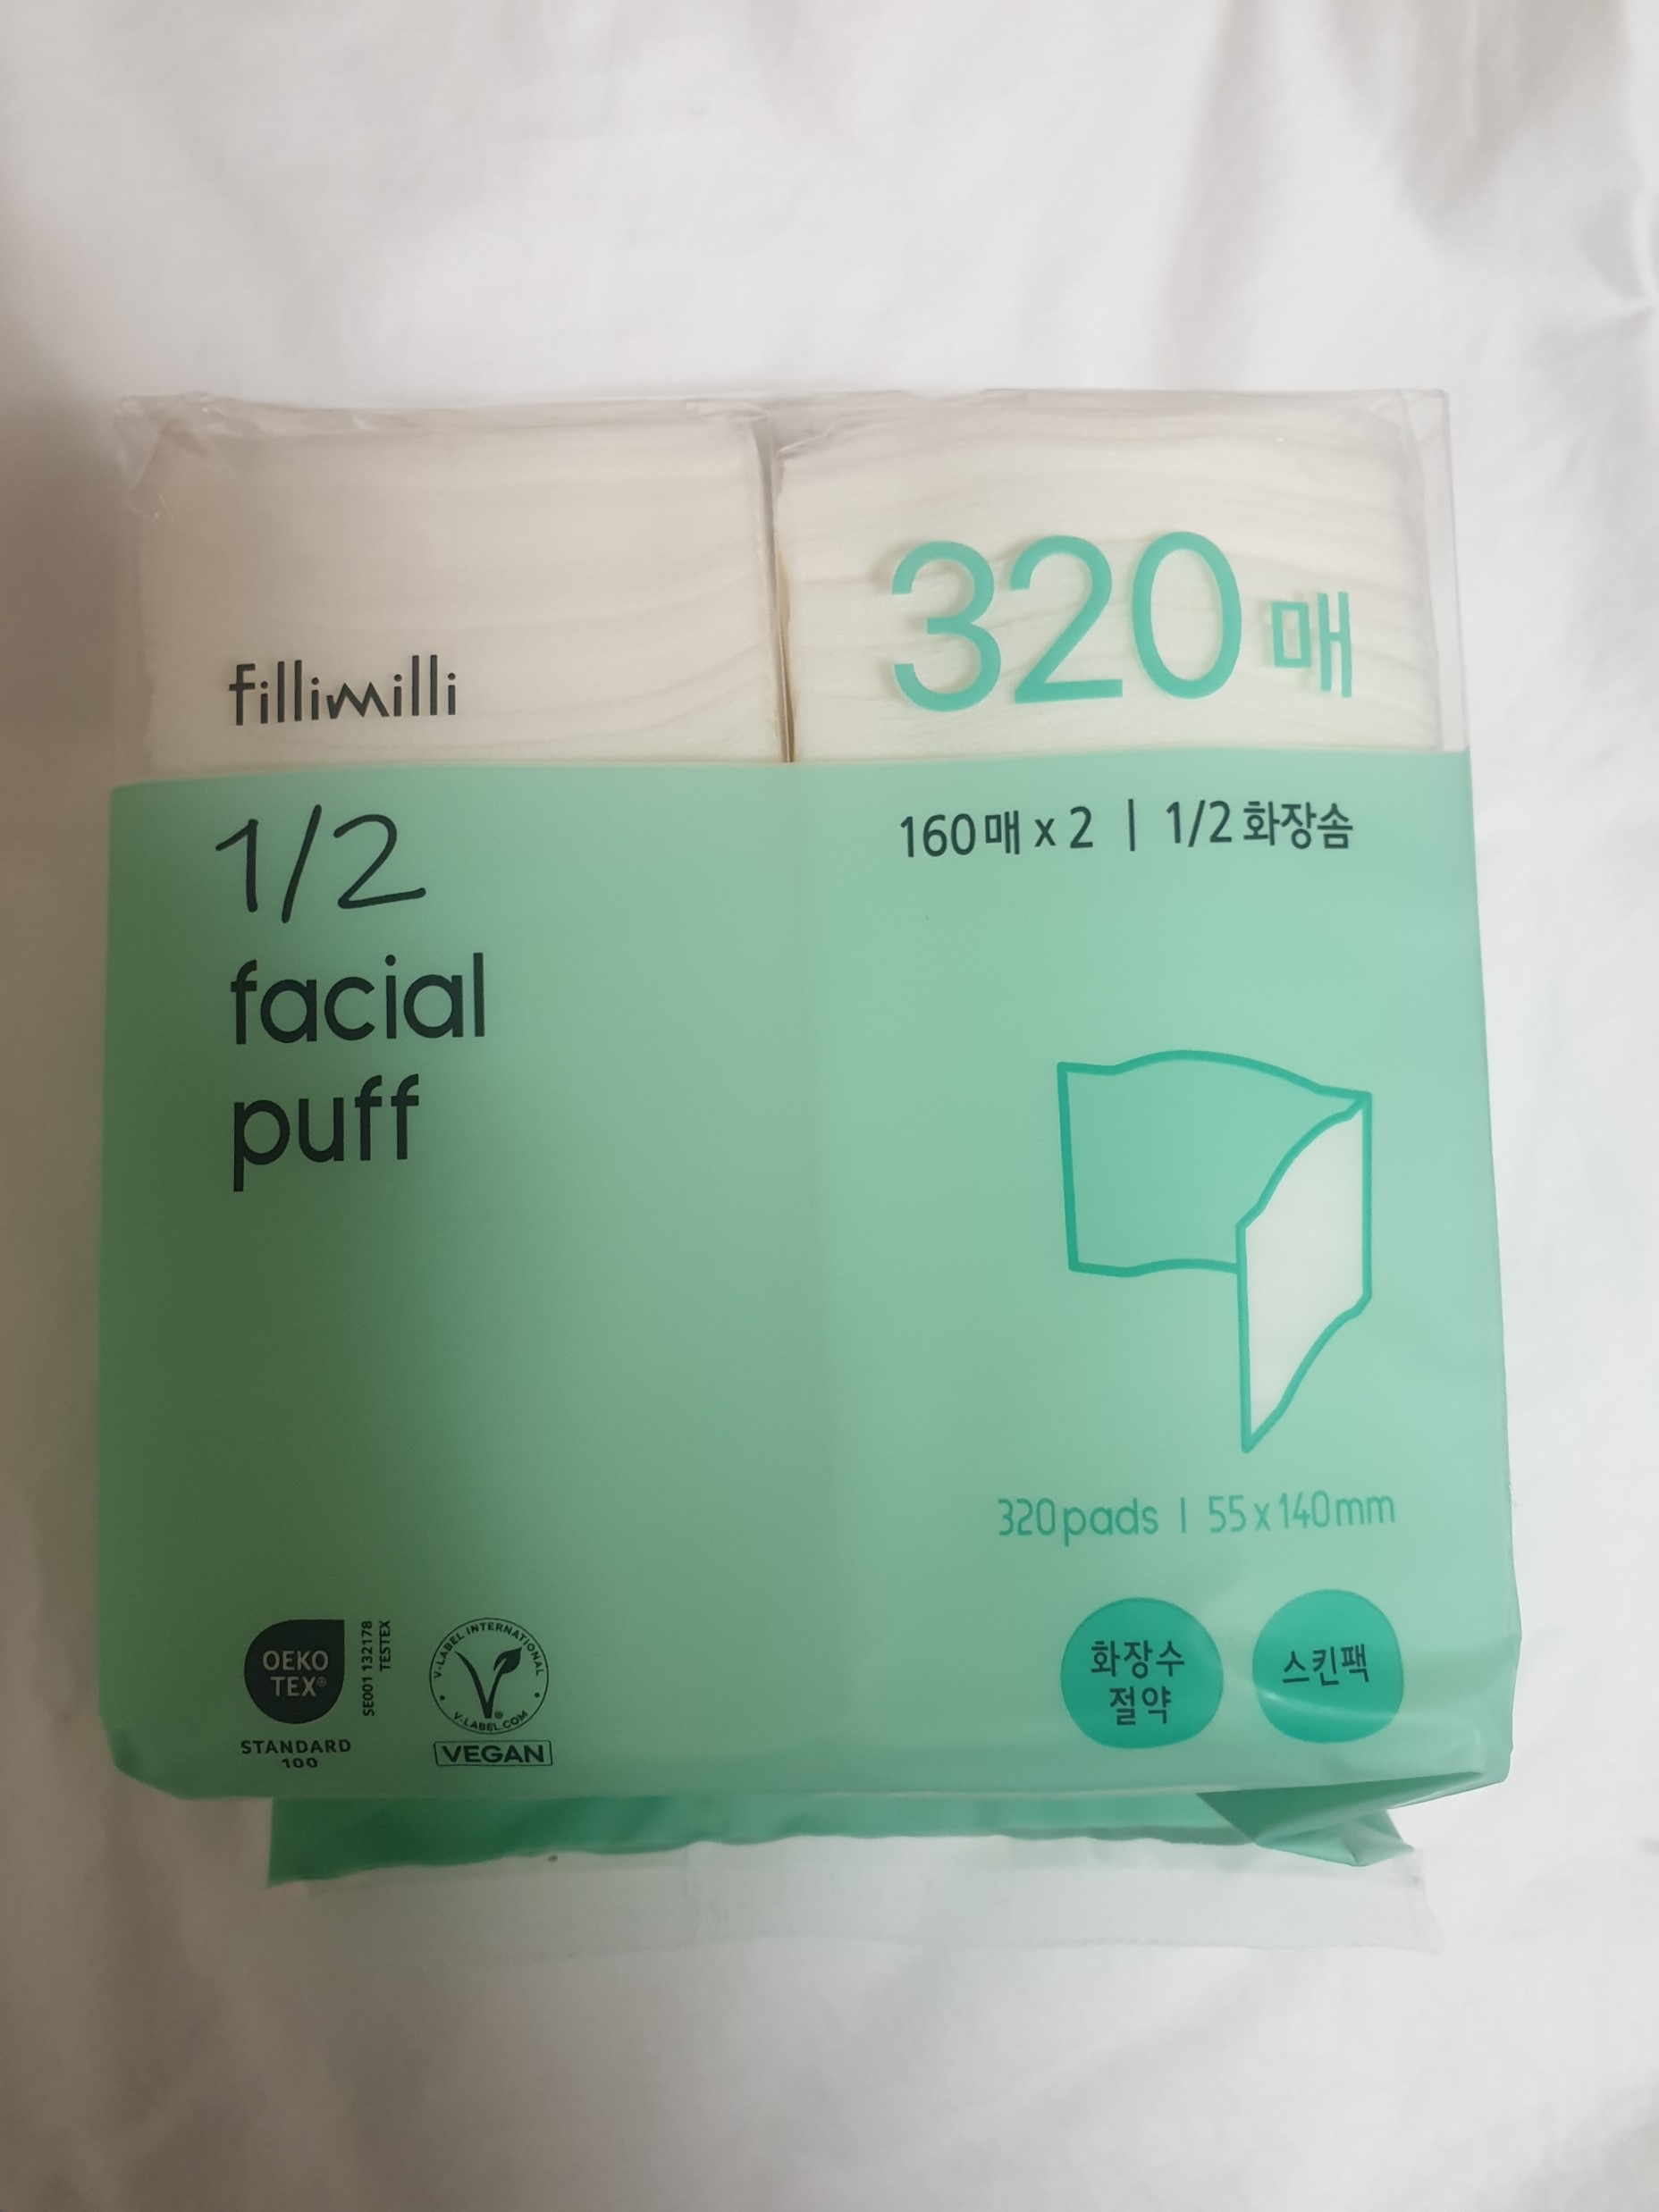 fillimilli
320매
1/2
facial
puff
160매 x 2 | 1/2 화장솜
320pads | 55x140mm
OEKO
TEX®
SE001 132178
TESTEX
STANDARD
100
V-LABEL INTERNATIONAL
V-LABEL.COM
VEGAN
화장수
절약
스킨팩